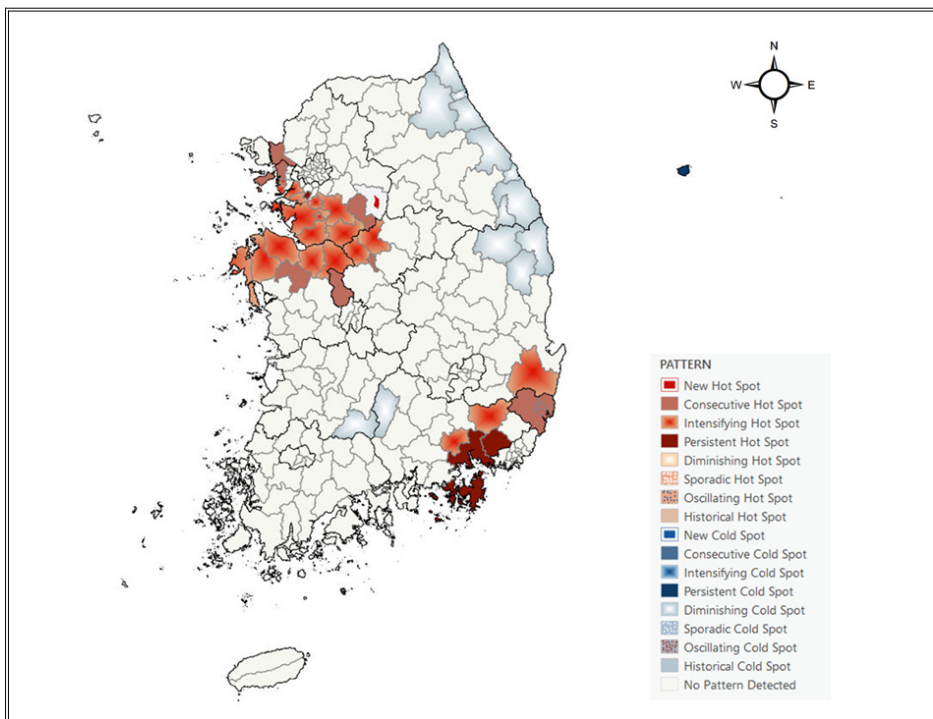 N
W E
S
PATTERN
New Hot Spot
Consecutive Hot Spot
Intensifying Hot Spot
Persistent Hot Spot
Diminishing Hot Spot
Sporadic Hot Spot
Oscillating Hot Spot
Historical Hot Spot
New Cold Spot
Consecutive Cold Spot
Intensifying Cold Spot
Persistent Cold Spot
Diminishing Cold Spot
Sporadic Cold Spot
Oscillating Cold Spot
Historical Cold Spot
No Pattern Detected